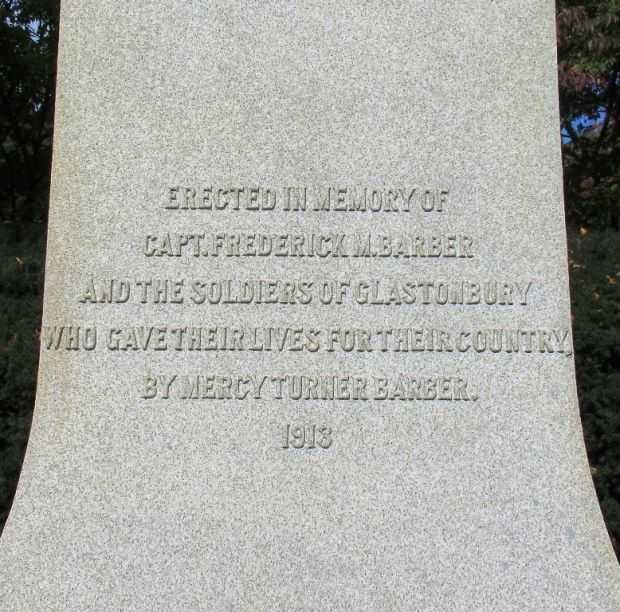 ERECTED IN MEMORY OF
CAPT. FREDERICK M. BARBER
AND THE SOLDIERS OF GLASTONBURY
WHO GAVE THEIR LIVES FOR THEIR COUNTRY,
BY MERCY TURNER BARBER.
1913